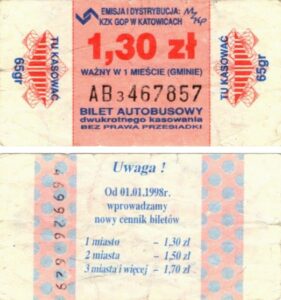 EMISJA I DYSTRYBUCJA:
KZK GOP W KATOWICACH
TU KASOWAĆ
65gr
1,30 zł
WAŻNY W 1 MIEŚCIE (GMINIE)
AB3467857
BILET AUTOBUSOWY
dwukrotnego kasowania
BEZ PRAWA PRZESIADKI
TU KASOWAĆ
65gr
Uwaga !
Od 01.01.1998r.
wprowadzamy
nowy cennik biletów
1 miasto – 1,30 zł
2 miasta – 1,50 zł
3 miasta i więcej – 1,70 zł